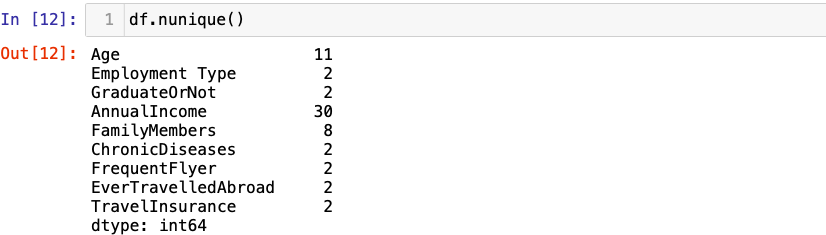 In [12]: 1 df.nunique()
Out[12]: Age 11
Employment Type 2
GraduateOrNot 2
AnnualIncome 30
FamilyMembers 8
ChronicDiseases 2
FrequentFlyer 2
EverTravelledAbroad 2
TravelInsurance 2
dtype: int64